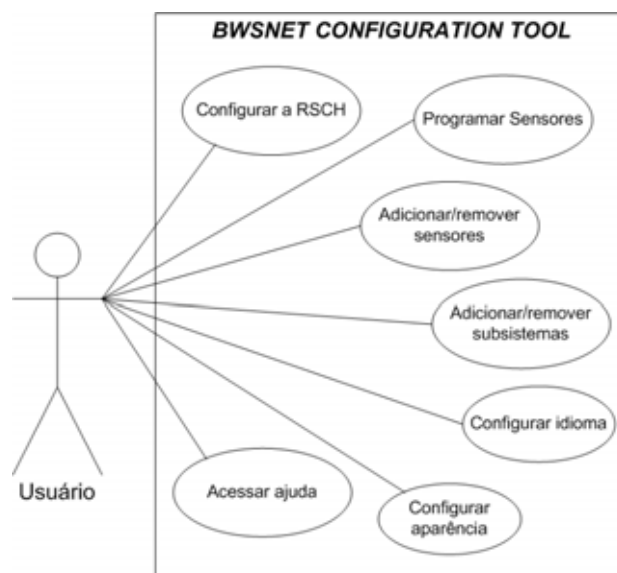 BWSNET CONFIGURATION TOOL
Configurar a RSCH
Programar Sensores
Adicionar/remover
sensores
Adicionar/remover
subsistemas
Configurar idioma
Configurar
aparência
Acessar ajuda
Usuário